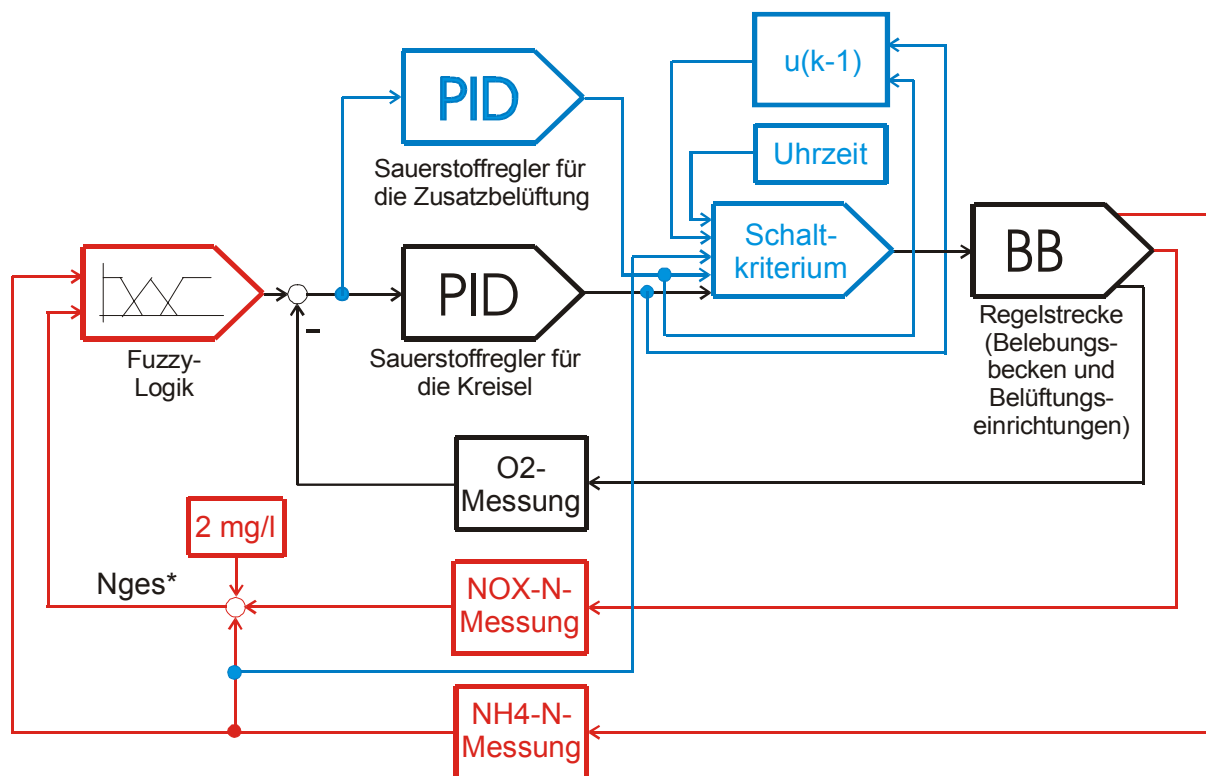 u(k-1)
PID
Sauerstoffregler für
die Zusatzbelüftung
Uhrzeit
Schalt-
kriterium
BB
PID
Fuzzy-
Logik
Sauerstoffregler für
die Kreisel
Regelstrecke
(Belebungs-
becken und
Belüftungs-
einrichtungen)
-
O2-
Messung
2 mg/l
Nges*
NOX-N-
Messung
NH4-N-
Messung